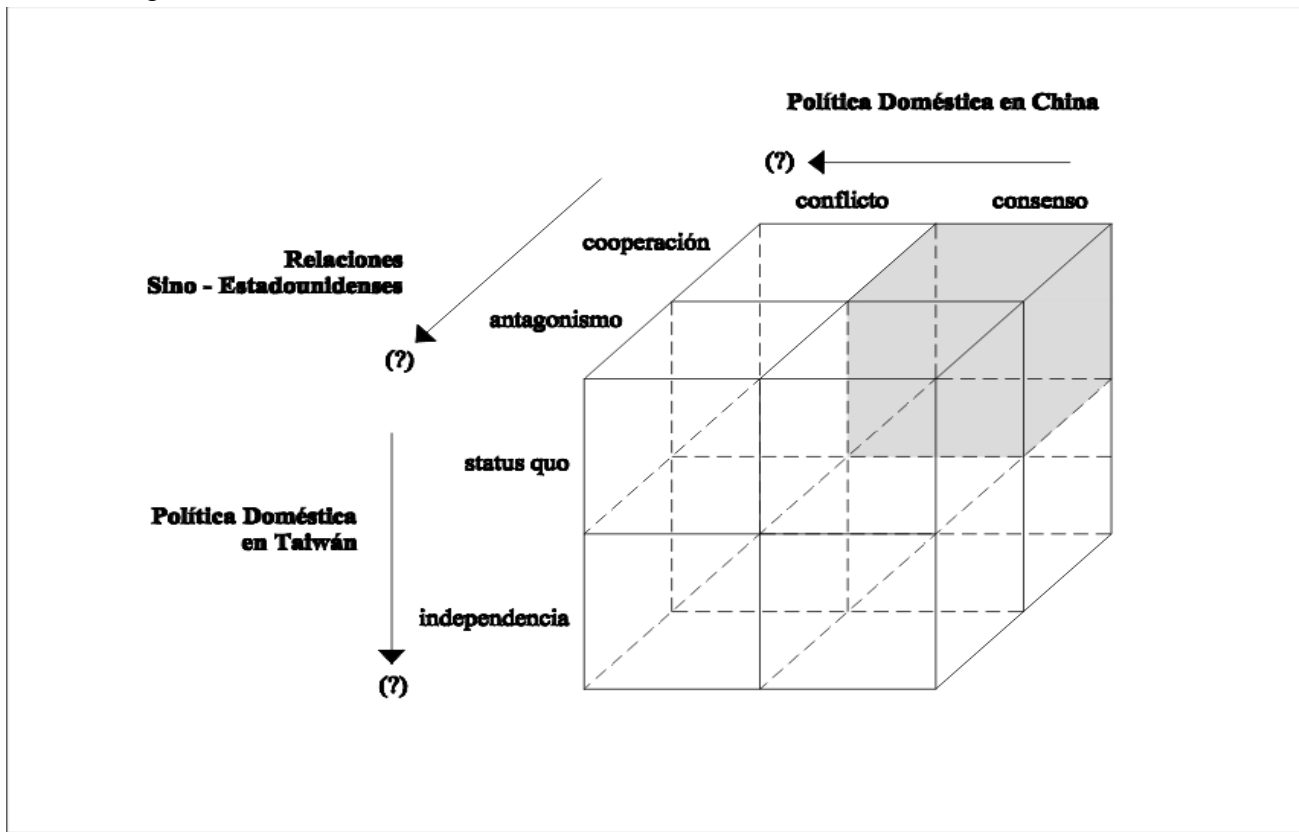 Política Doméstica en China
(?)
conflicto
consenso
cooperación
Relaciones
Sino - Estadounidenses
antagonismo
(?)
status quo
Política Doméstica
en Taiwán
independencia
(?)